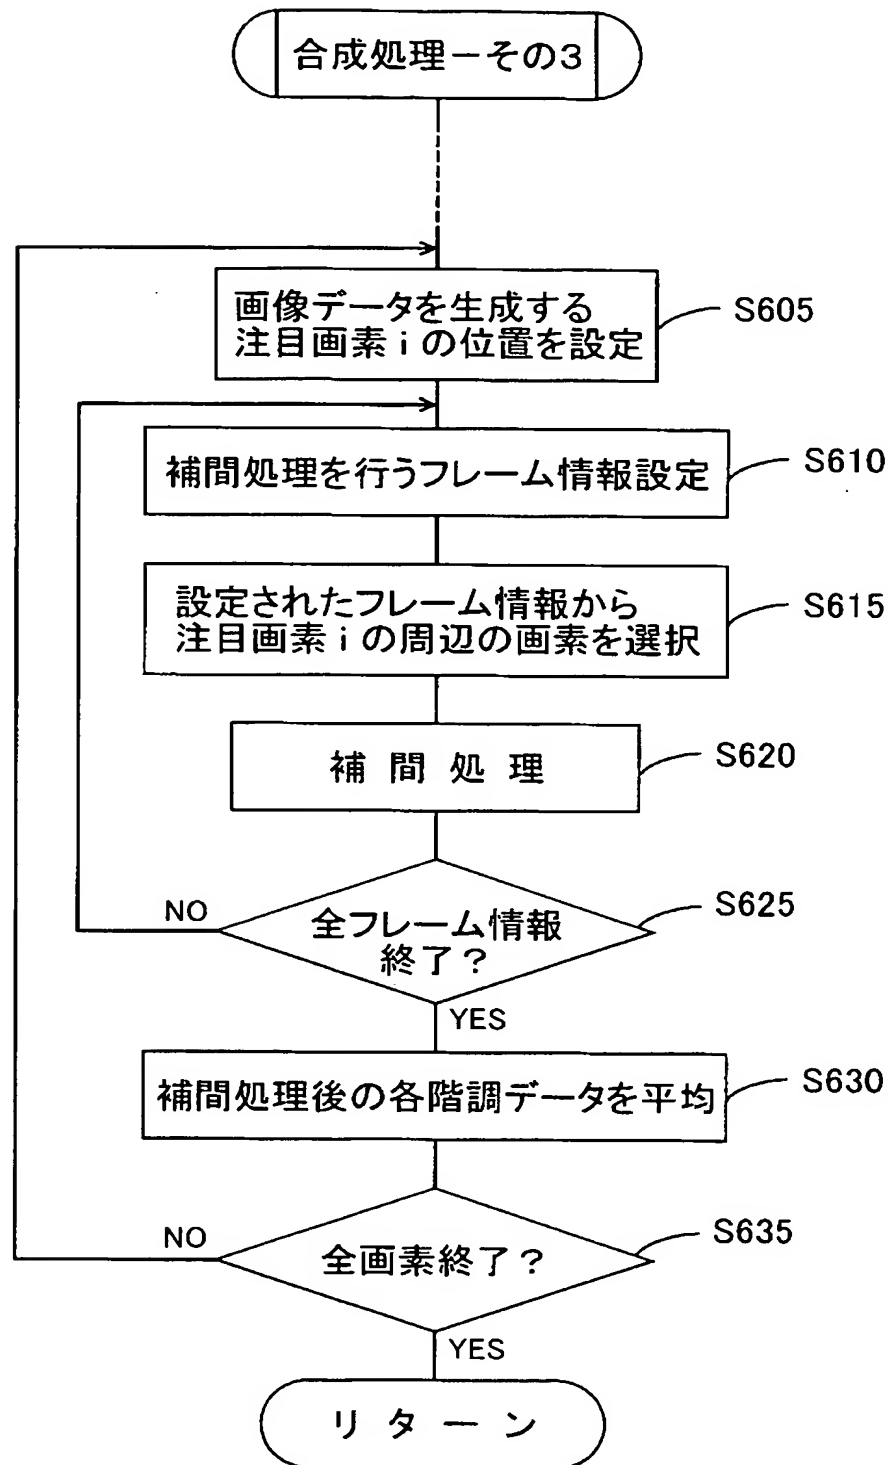 合成処理－その3
画像データを生成する
注目画素ｉの位置を設定
S605
補間処理を行うフレーム情報設定
S610
設定されたフレーム情報から
注目画素ｉの周辺の画素を選択
S615
補間処理
S620
全フレーム情報
終了？
S625
NO
YES
補間処理後の各階調データを平均
S630
全画素終了？
S635
NO
YES
リターン